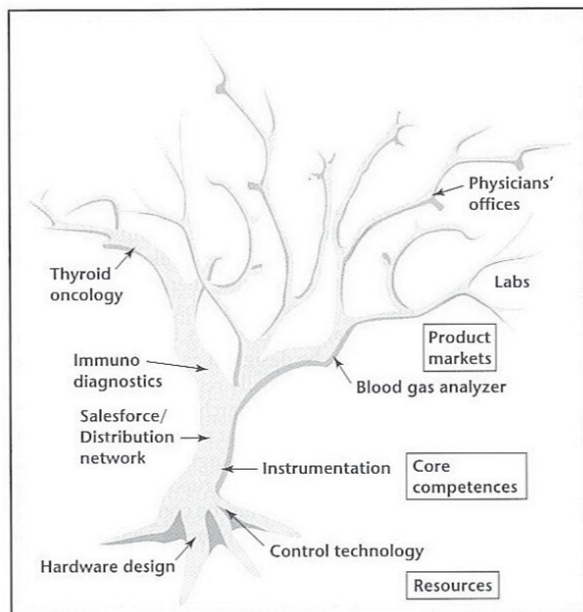 Physicians'
offices
Thyroid
oncology
Labs
Product
markets
Immuno
diagnostics
Blood gas analyzer
Salesforce/
Distribution
network
Instrumentation
Core
competences
Control technology
Hardware design
Resources